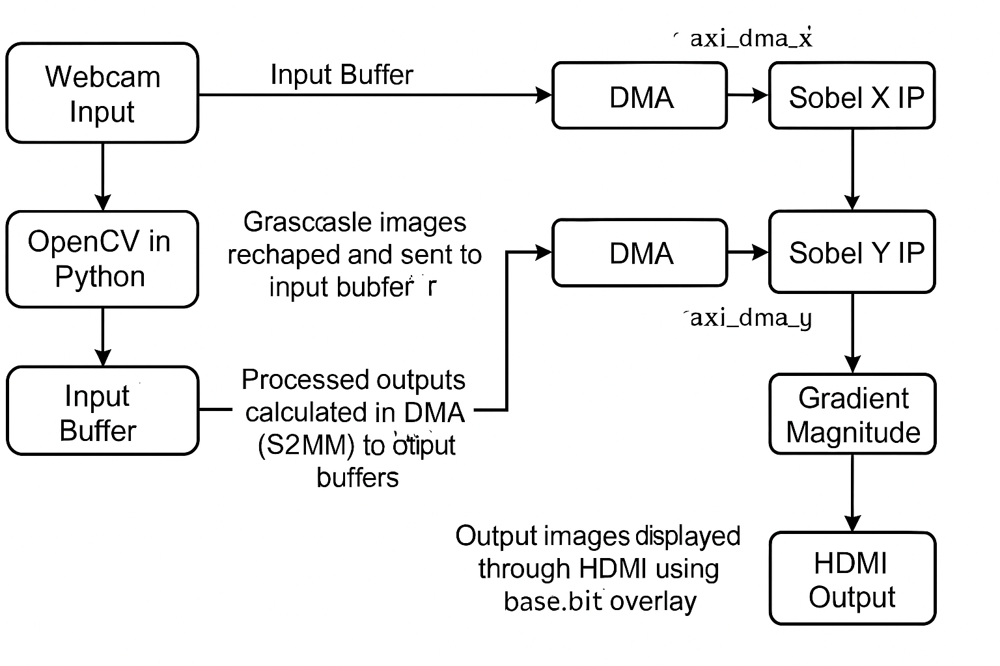 axi_dma_x
Webcam
Input
Input Buffer
DMA
Sobel X IP
OpenCV in
Python
Grasccasle images
rechaped and sent to
input bubfer r
DMA
Sobel Y IP
axi_dma_y
Input
Buffer
Processed outputs
calculated in DMA
(S2MM) to otiput
buffers
Gradient
Magnitude
Output images displayed
through HDMI using
base.bit overlay
HDMI
Output